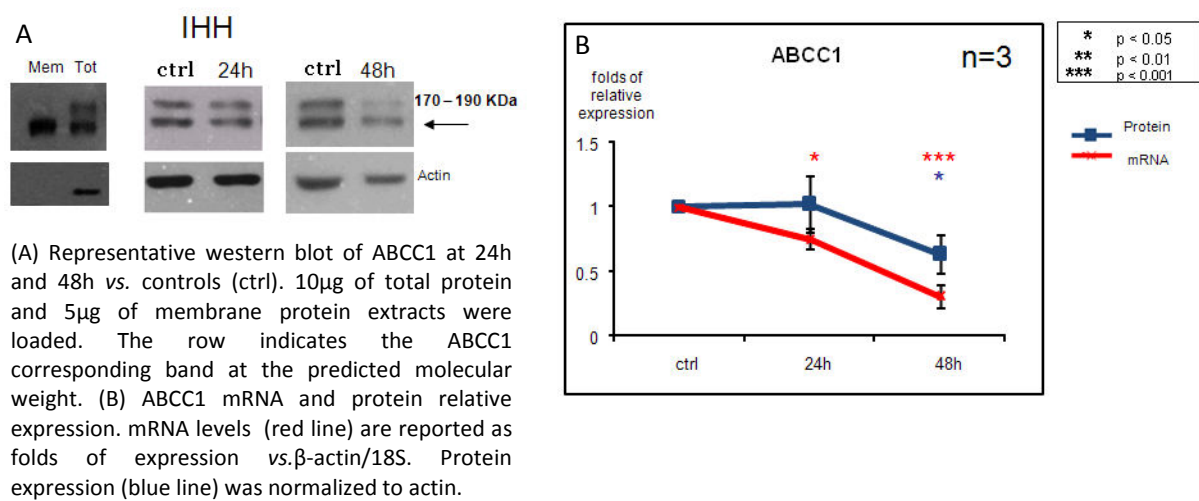 A
IHH
Mem Tot
ctrl 24h
ctrl 48h
170 – 190 KDa
Actin
(A) Representative western blot of ABCC1 at 24h
and 48h vs. controls (ctrl). 10µg of total protein
and 5µg of membrane protein extracts were
loaded. The row indicates the ABCC1
corresponding band at the predicted molecular
weight. (B) ABCC1 mRNA and protein relative
expression. mRNA levels (red line) are reported as
folds of expression vs.β-actin/18S. Protein
expression (blue line) was normalized to actin.
B
ABCC1
n=3
folds of
relative
expression
1.5
1
0.5
0
* ***
*
ctrl 24h 48h
* p < 0.05
** p < 0.01
*** p < 0.001
Protein
mRNA